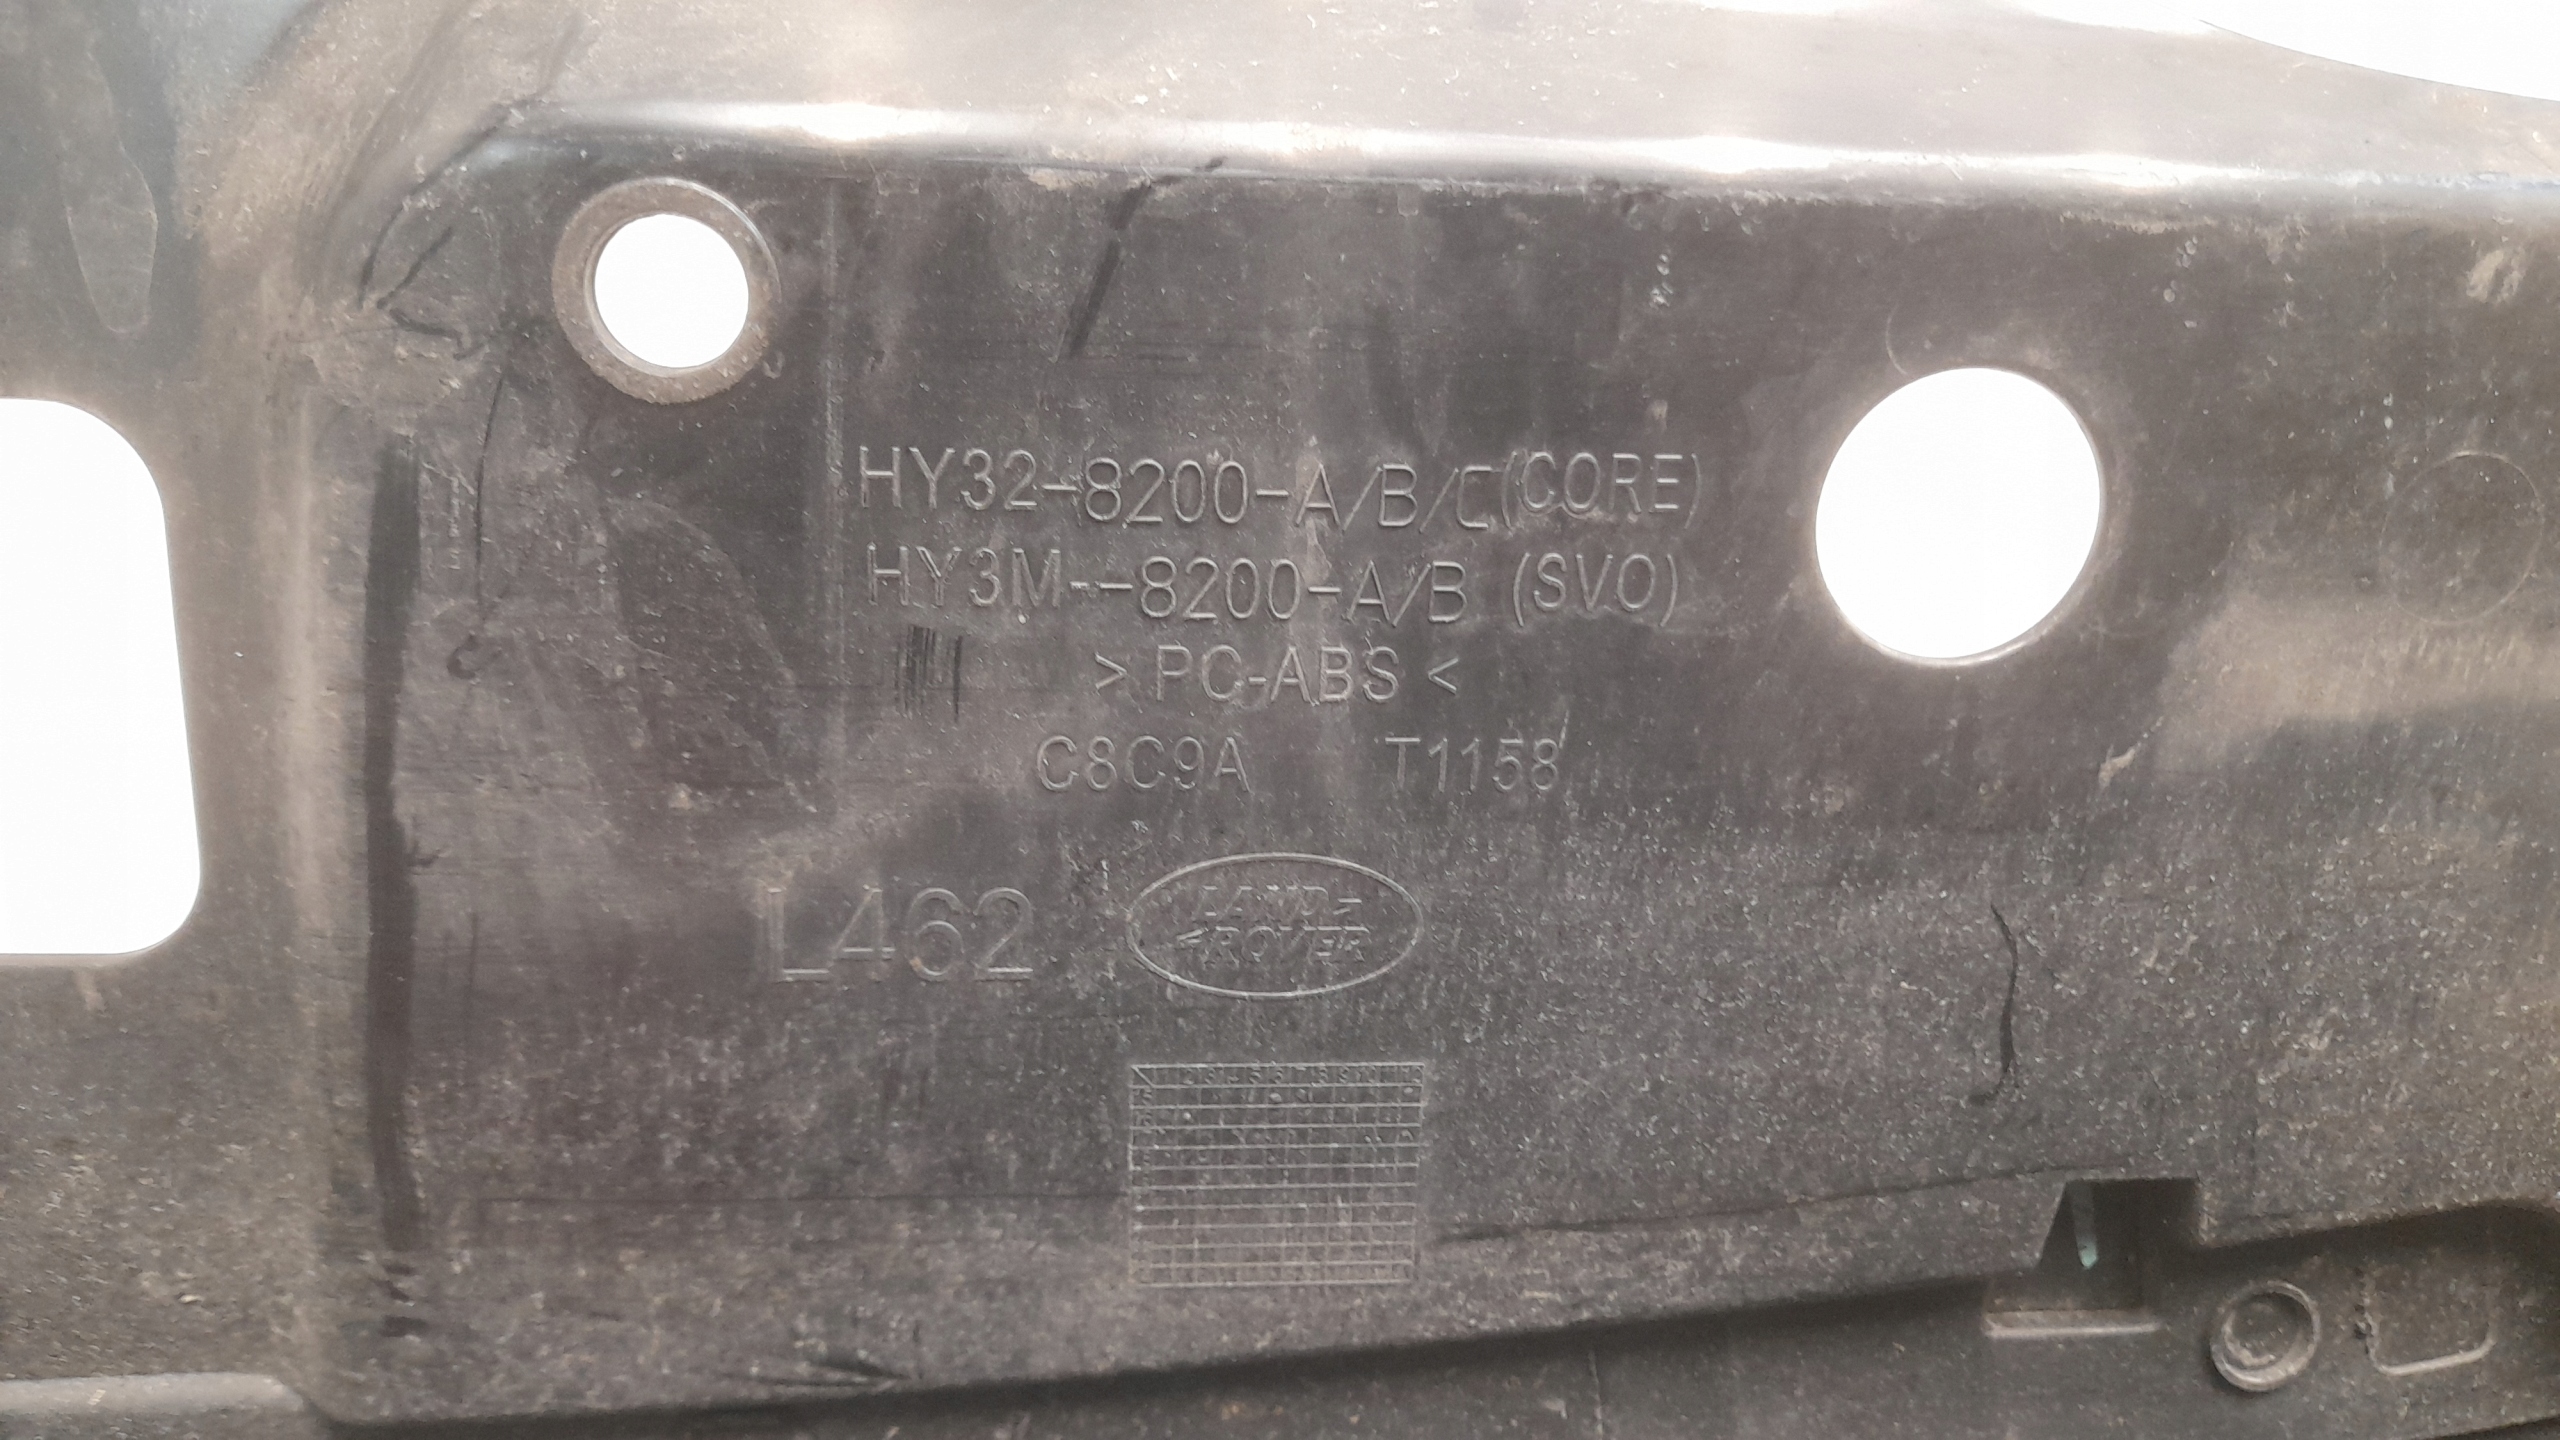 HY32-8200-A/B/C(CORE)
HY3M--8200-A/B (SVO)
> PC-ABS <
C8C9A T1158
L462
LAND-
ROVER